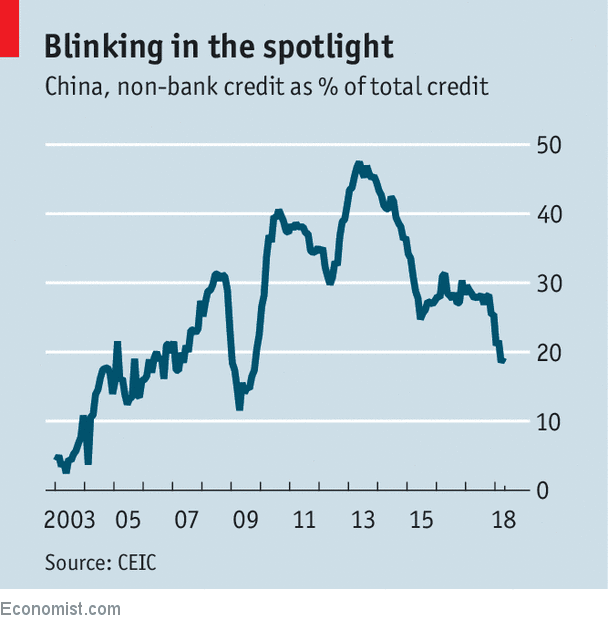 Blinking in the spotlight
China, non-bank credit as % of total credit
50
40
30
20
10
0
2003 05 07 09 11 13 15 18
Source: CEIC
Economist.com